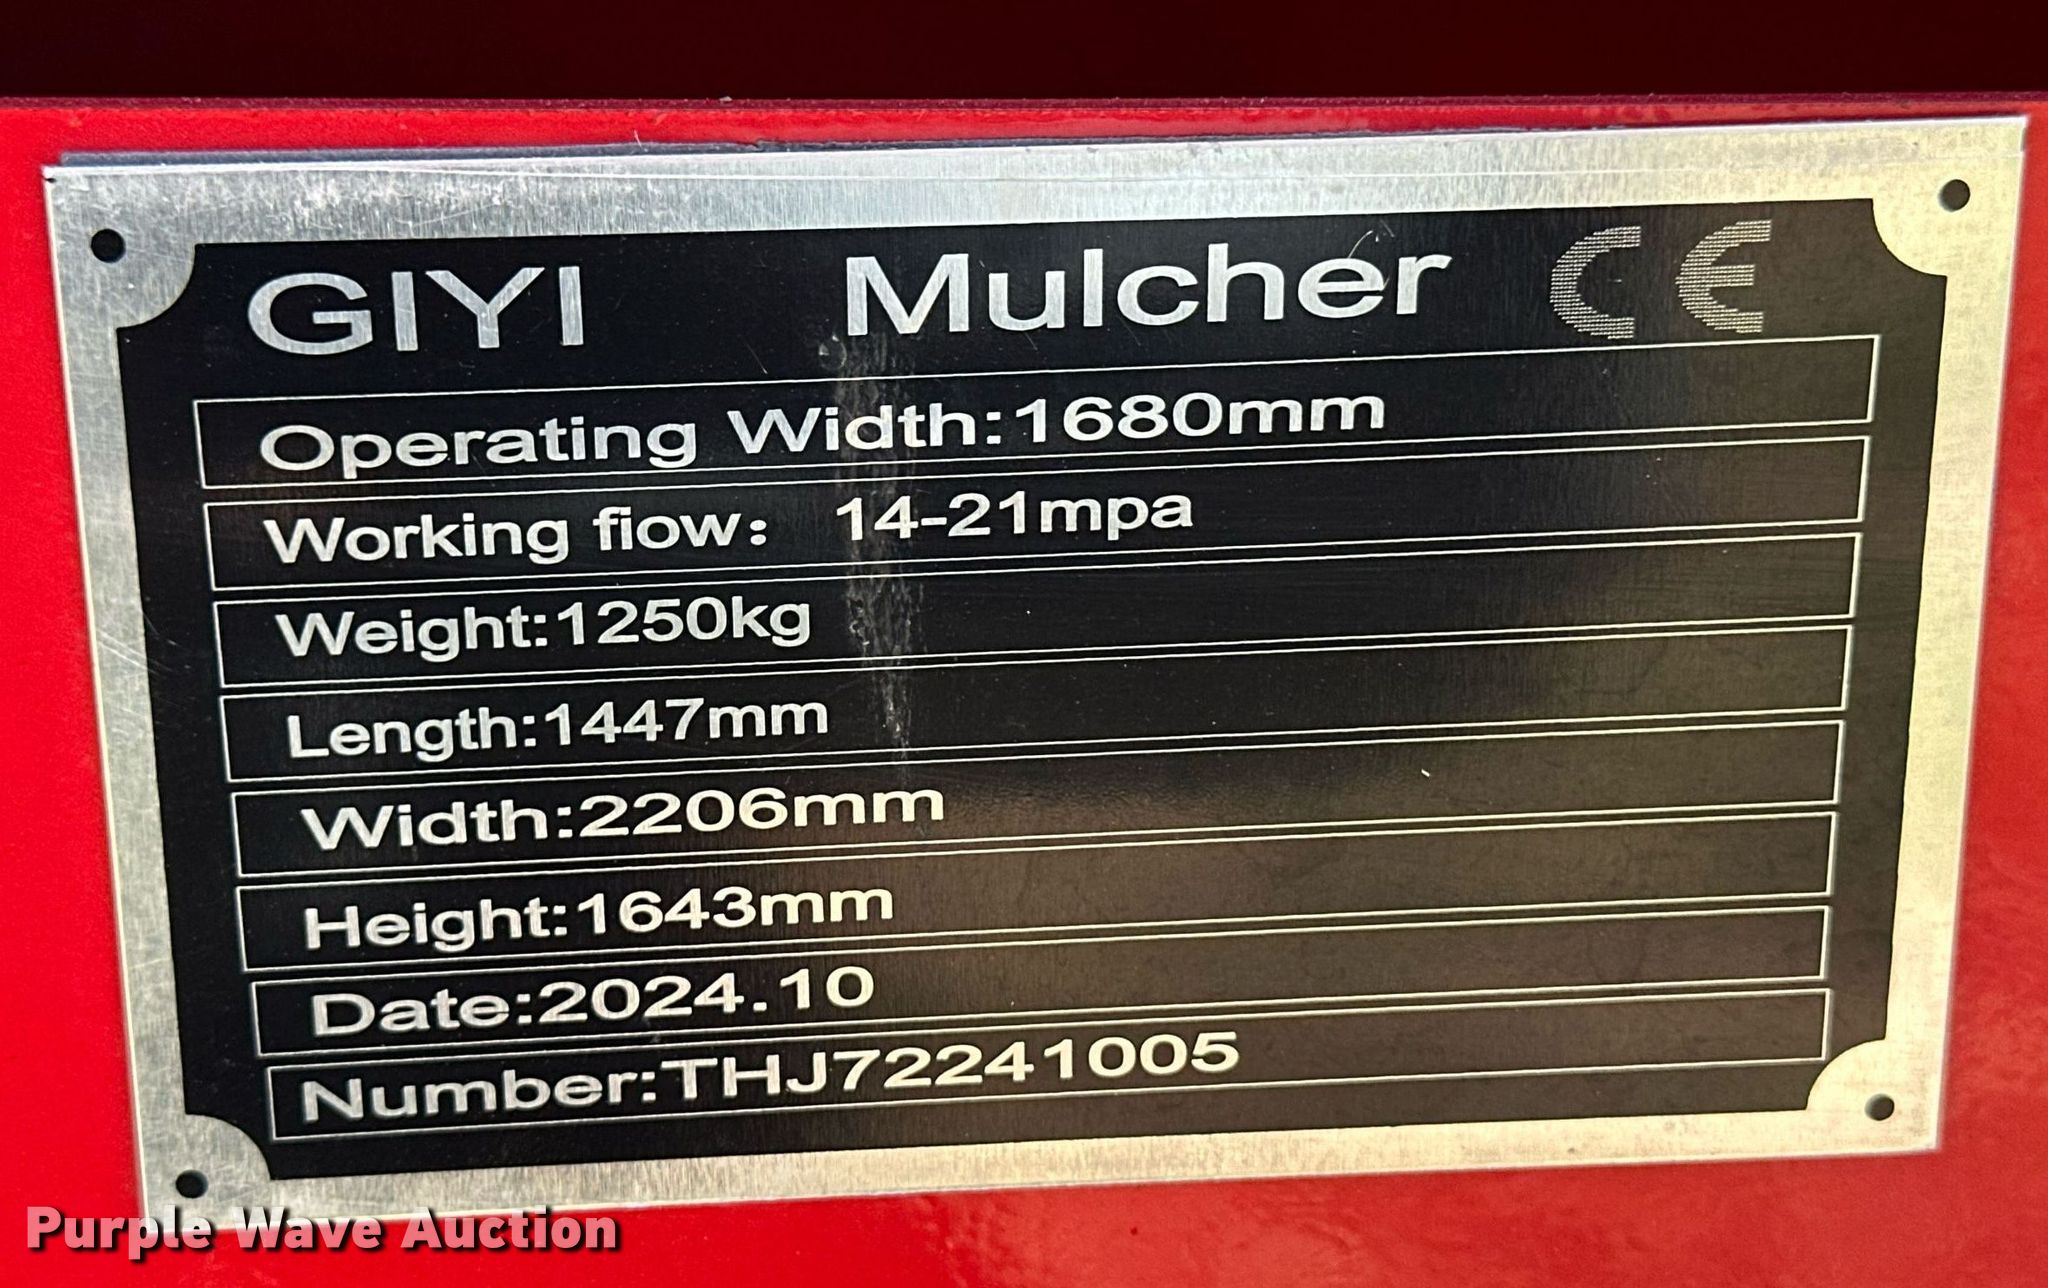 GIYI Mulcher CE
Operating Width:1680mm
Working fiow： 14-21mpa
Weight:1250kg
Length:1447mm
Width:2206mm
Height:1643mm
Date:2024.10
Number:THJ72241005
Purple Wave Auction